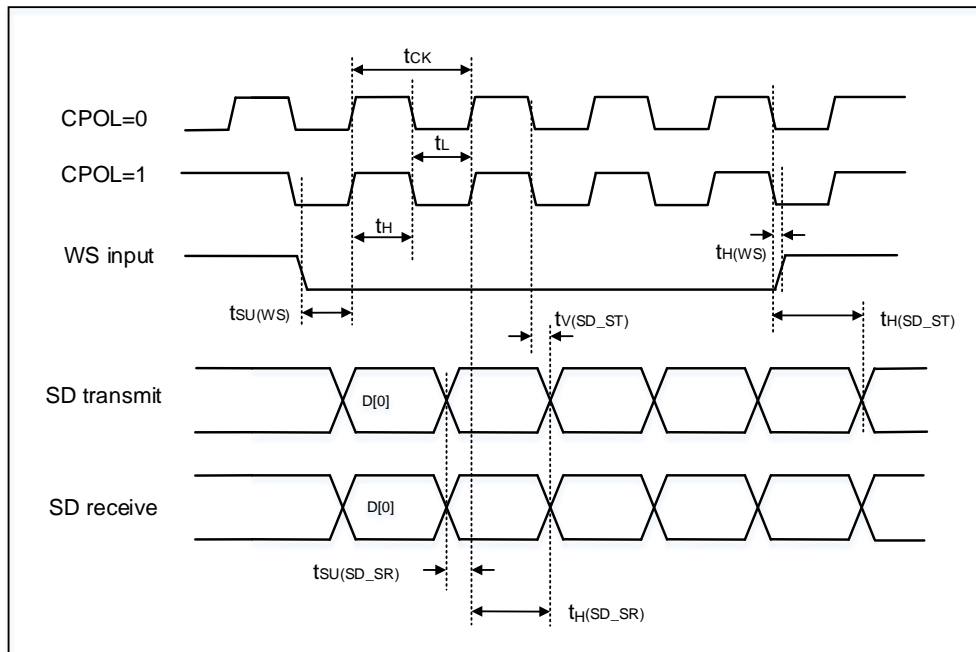 tCK
CPOL=0
tL
CPOL=1
tH
WS input
tH(WS)
tSU(WS)
tV(SD_ST)
tH(SD_ST)
SD transmit
D[0]
SD receive
D[0]
tSU(SD_SR)
tH(SD_SR)